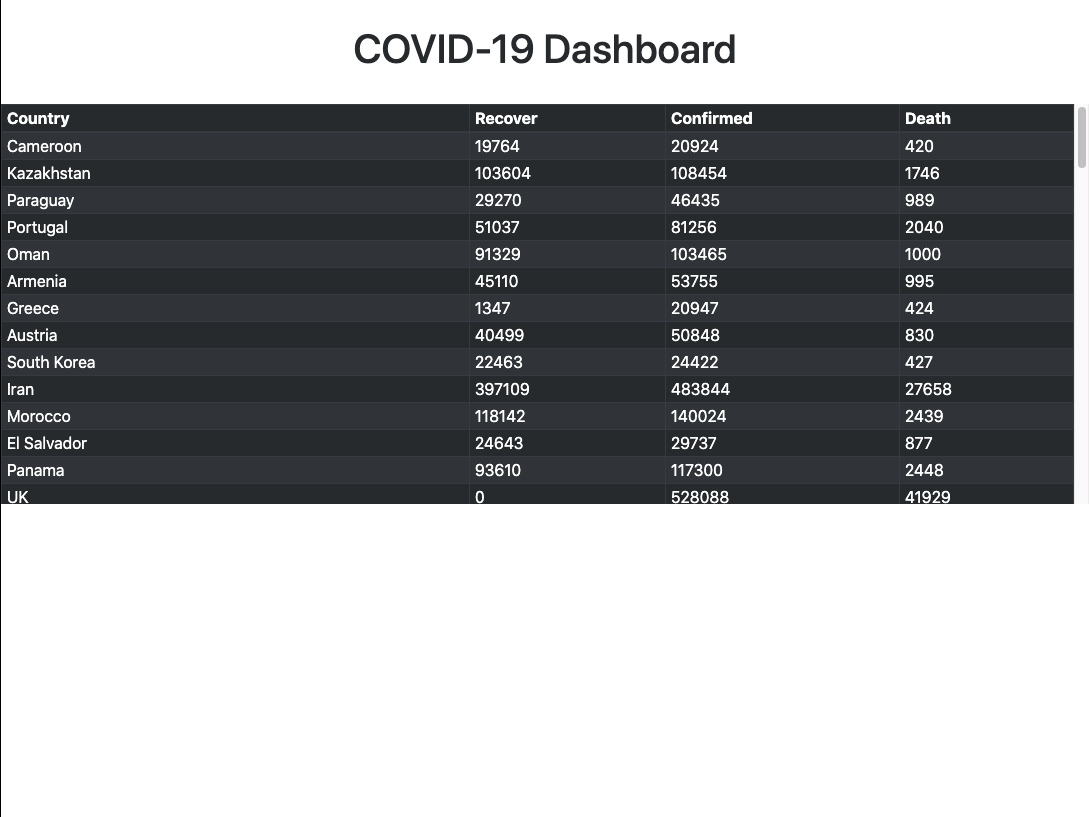 COVID-19 Dashboard
Country Recover Confirmed Death
Cameroon 19764 20924 420
Kazakhstan 103604 108454 1746
Paraguay 29270 46435 989
Portugal 51037 81256 2040
Oman 91329 103465 1000
Armenia 45110 53755 995
Greece 1347 20947 424
Austria 40499 50848 830
South Korea 22463 24422 427
Iran 397109 483844 27658
Morocco 118142 140024 2439
El Salvador 24643 29737 877
Panama 93610 117300 2448
UK 0 528088 41929